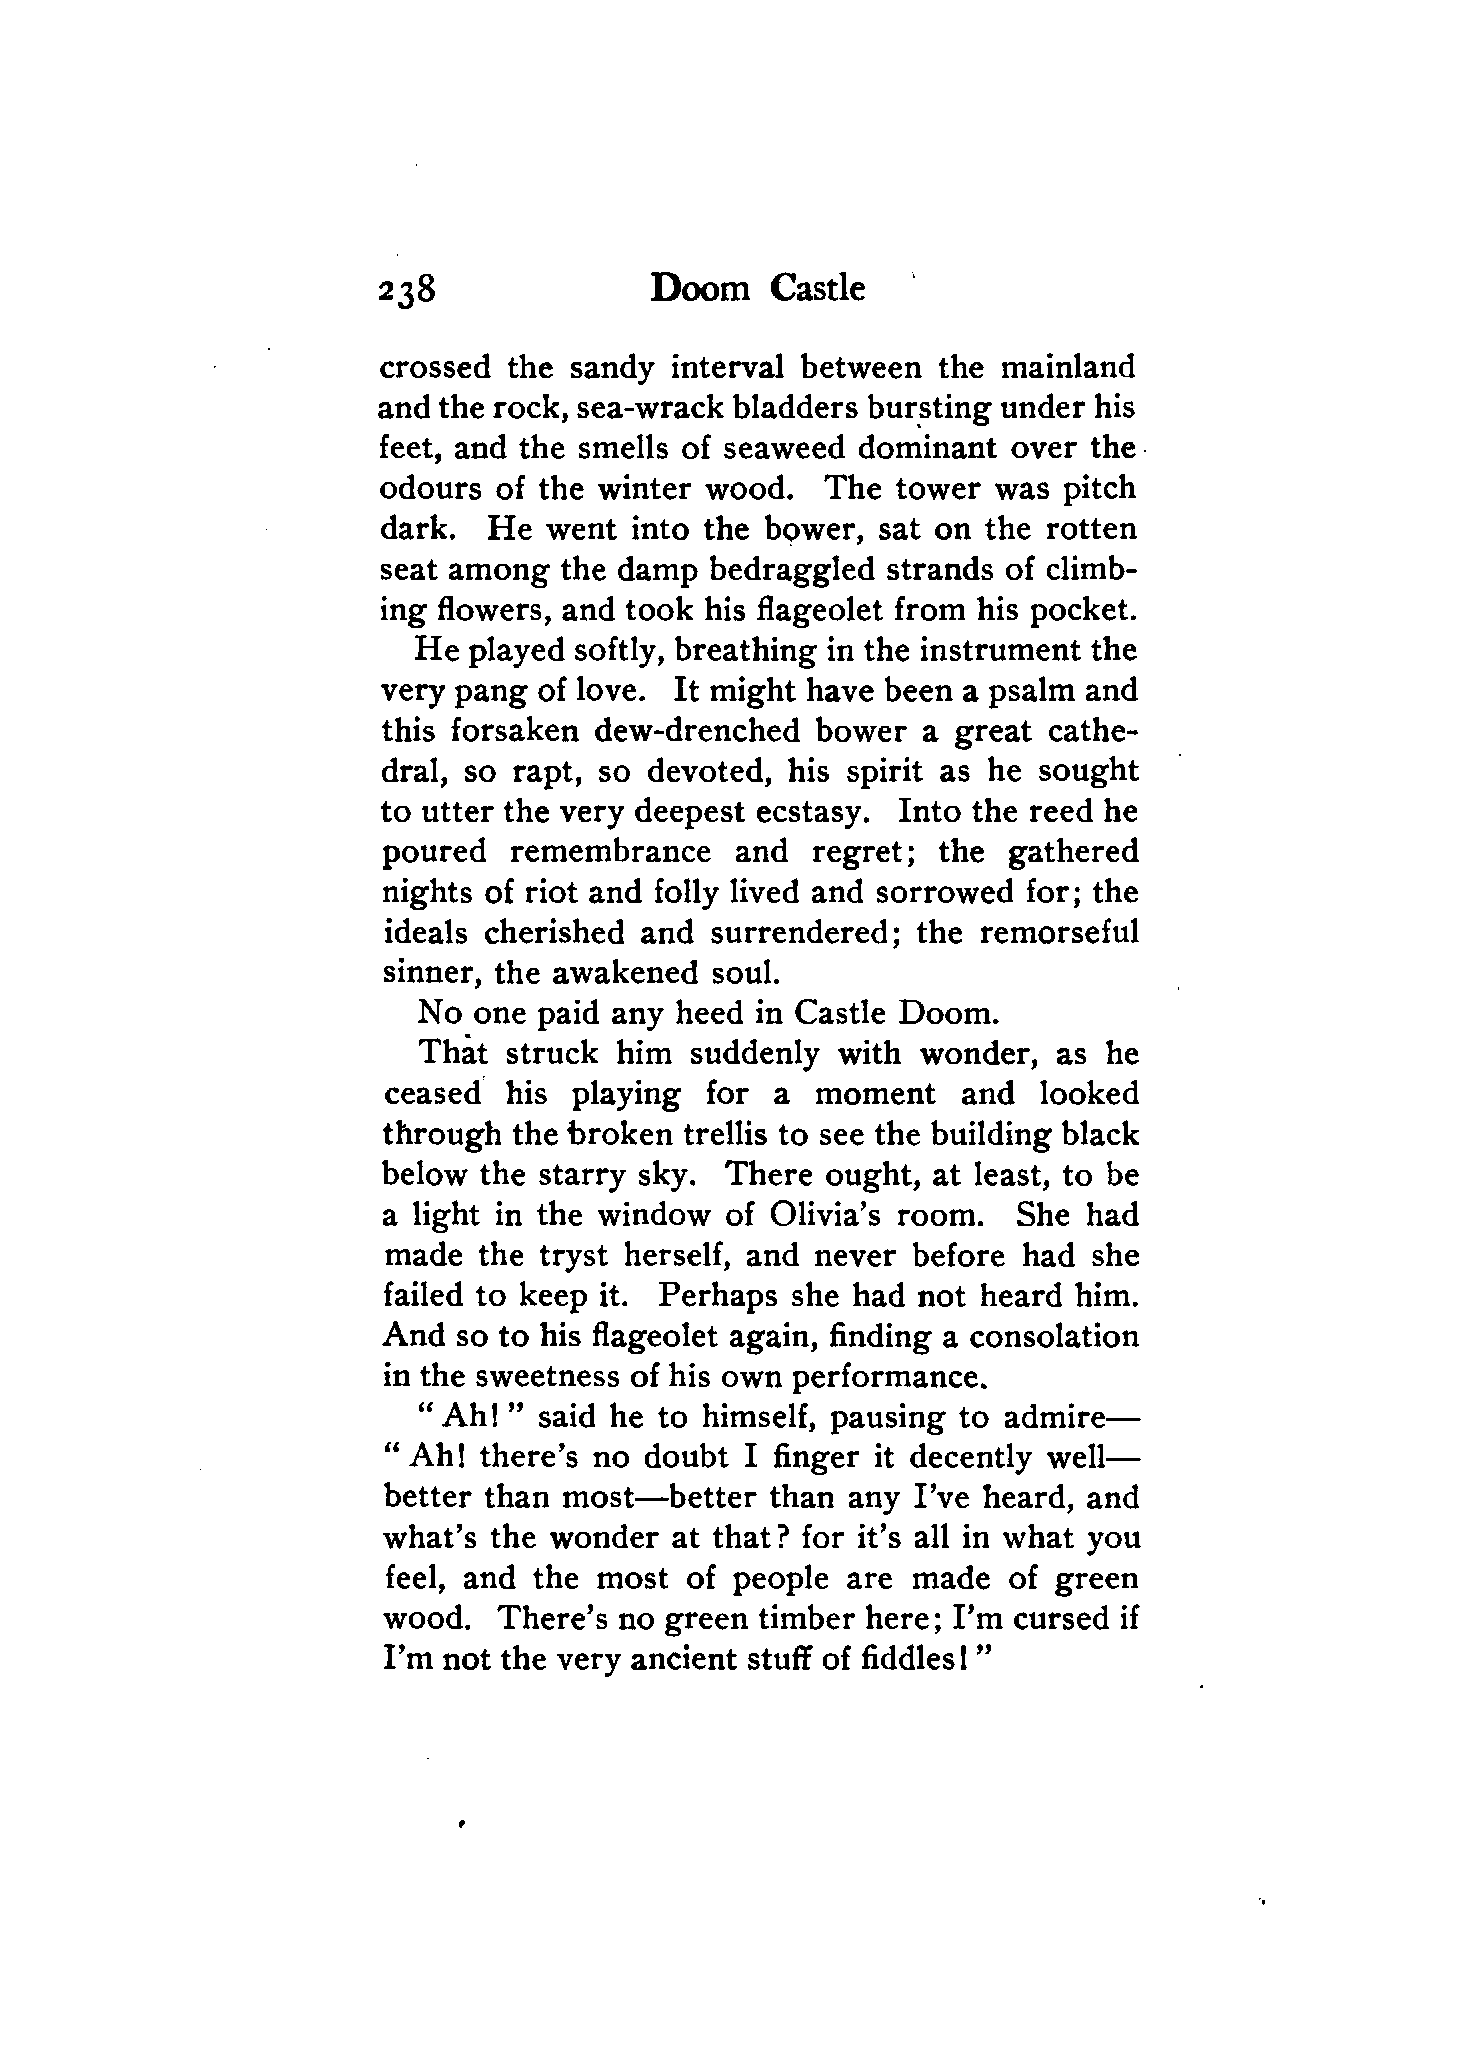 238 Doom Castle
crossed the sandy interval between the mainland
and the rock, sea-wrack bladders bursting under his
feet, and the smells of seaweed dominant over the
odours of the winter wood. The tower was pitch
dark. He went into the bower, sat on the rotten
seat among the damp bedraggled strands of climb-
ing flowers, and took his flageolet from his pocket.
He played softly, breathing in the instrument the
very pang of love. It might have been a psalm and
this forsaken dew-drenched bower a great cathe-
dral, so rapt, so devoted, his spirit as he sought
to utter the very deepest ecstasy. Into the reed he
poured remembrance and regret; the gathered
nights of riot and folly lived and sorrowed for; the
ideals cherished and surrendered; the remorseful
sinner, the awakened soul.
No one paid any heed in Castle Doom.
That struck him suddenly with wonder, as he
ceased his playing for a moment and looked
through the broken trellis to see the building black
below the starry sky. There ought, at least, to be
a light in the window of Olivia's room. She had
made the tryst herself, and never before had she
failed to keep it. Perhaps she had not heard him.
And so to his flageolet again, finding a consolation
in the sweetness of his own performance.
"Ah!" said he to himself, pausing to admire—
"Ah! there's no doubt I finger it decently well—
better than most—better than any I've heard, and
what's the wonder at that? for it's all in what you
feel, and the most of people are made of green
wood. There's no green timber here; I'm cursed if
I'm not the very ancient stuff of fiddles!"